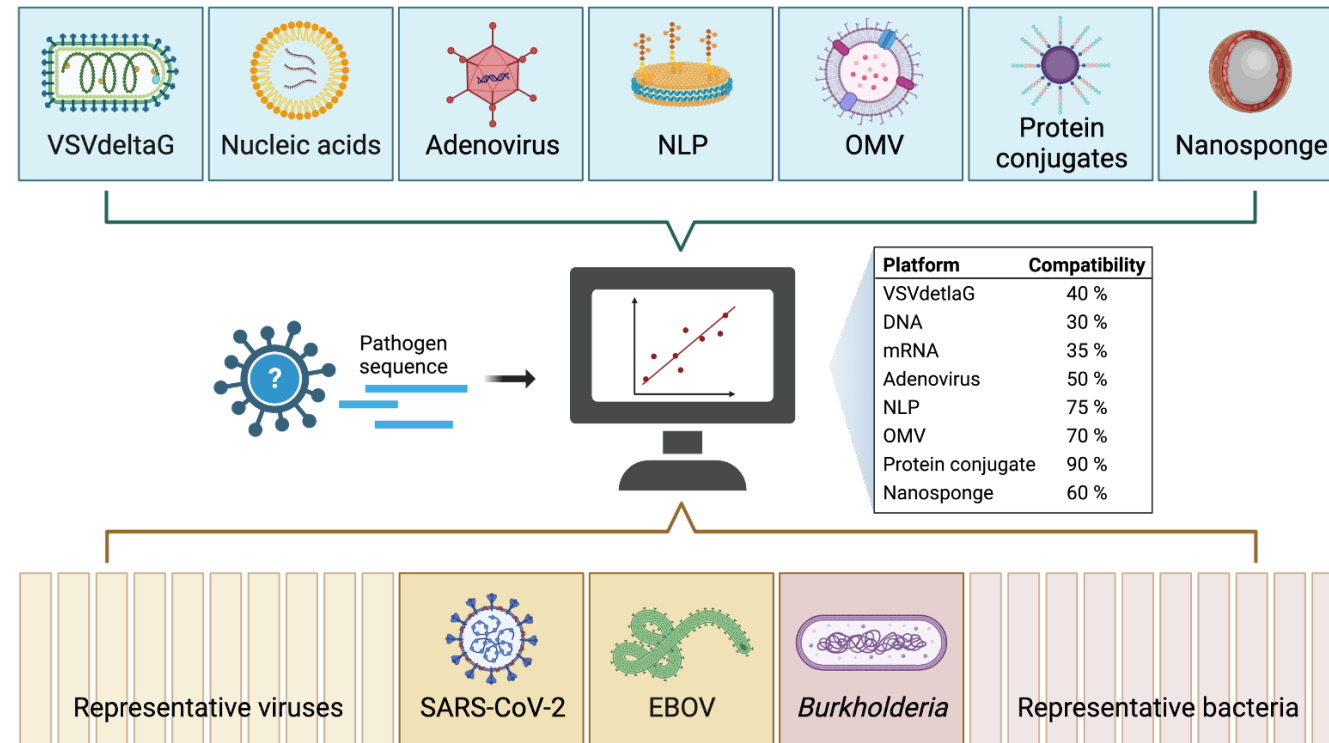 VSVdeltaG
Nucleic acids
Adenovirus
NLP
OMV
Protein
conjugates
Nanosponge
Pathogen
sequence
?
Platform Compatibility
VSVdetlaG 40 %
DNA 30 %
mRNA 35 %
Adenovirus 50 %
NLP 75 %
OMV 70 %
Protein conjugate 90 %
Nanosponge 60 %
Representative viruses
SARS-CoV-2
EBOV
Burkholderia
Representative bacteria